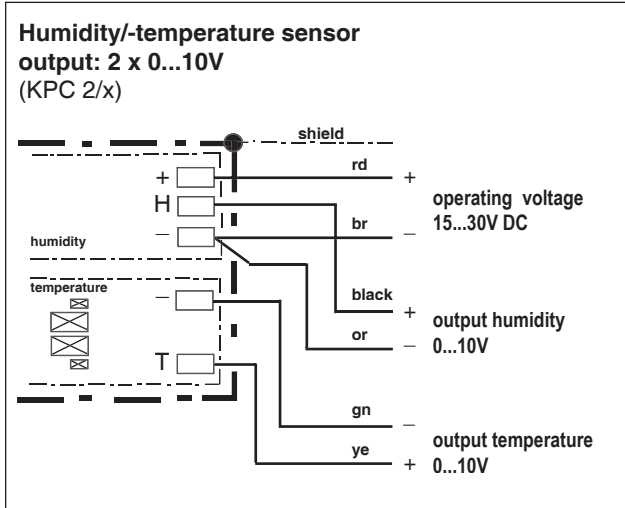 Humidity/-temperature sensor
output: 2 x 0...10V
(KPC 2/x)
shield
+ rd +
H
operating voltage
15...30V DC
− br −
humidity
temperature
− black +
output humidity
0...10V
or −
T
gn −
output temperature
ye + 0...10V